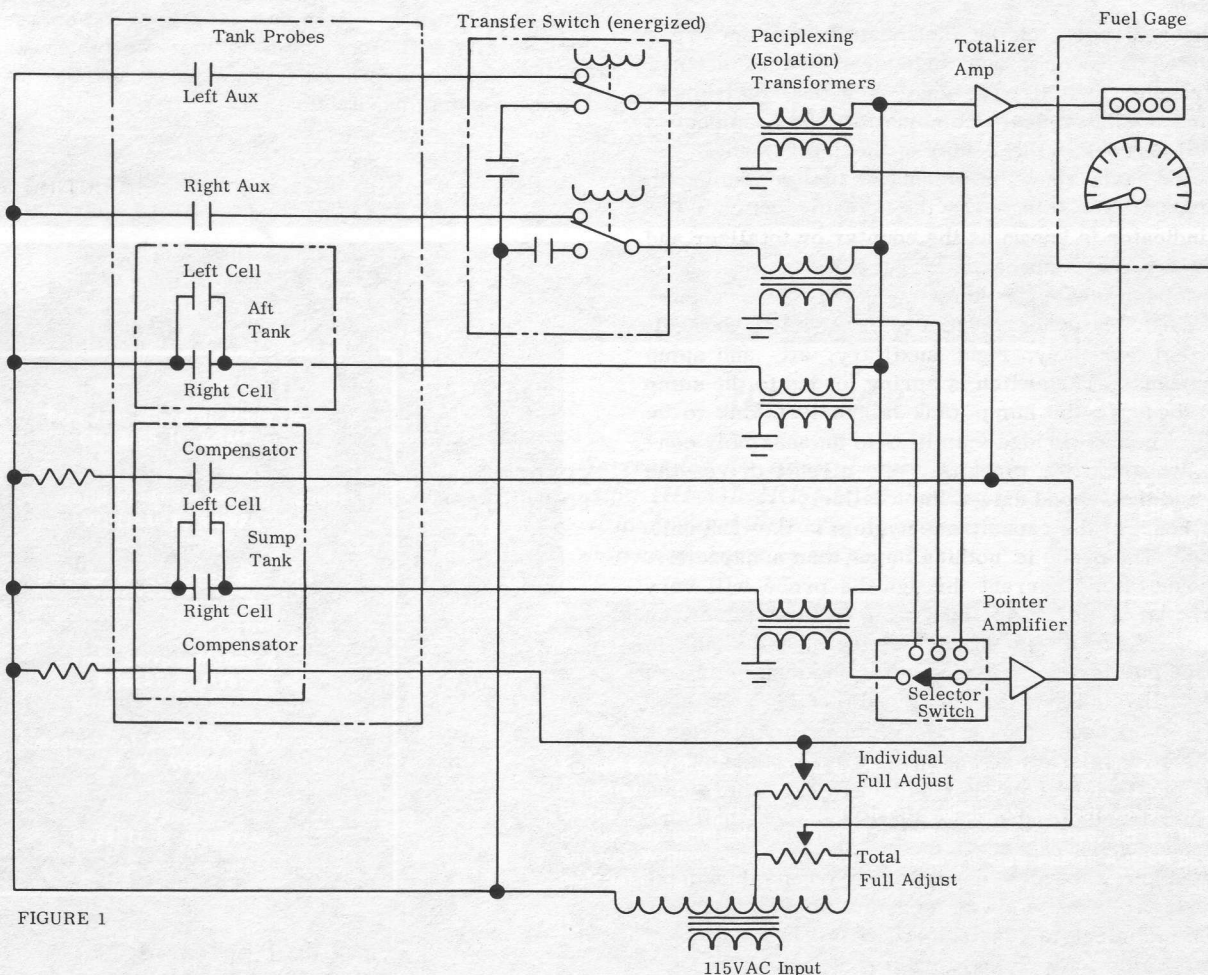 Tank Probes
Transfer Switch (energized)
Paciplexing
(Isolation)
Transformers
Totalizer
Amp
Fuel Gage
Left Aux
Right Aux
Left Cell
Aft
Tank
Right Cell
Compensator
Left Cell
Sump
Tank
Right Cell
Compensator
Pointer
Amplifier
Selector
Switch
Individual
Full Adjust
Total
Full Adjust
FIGURE 1
115VAC Input